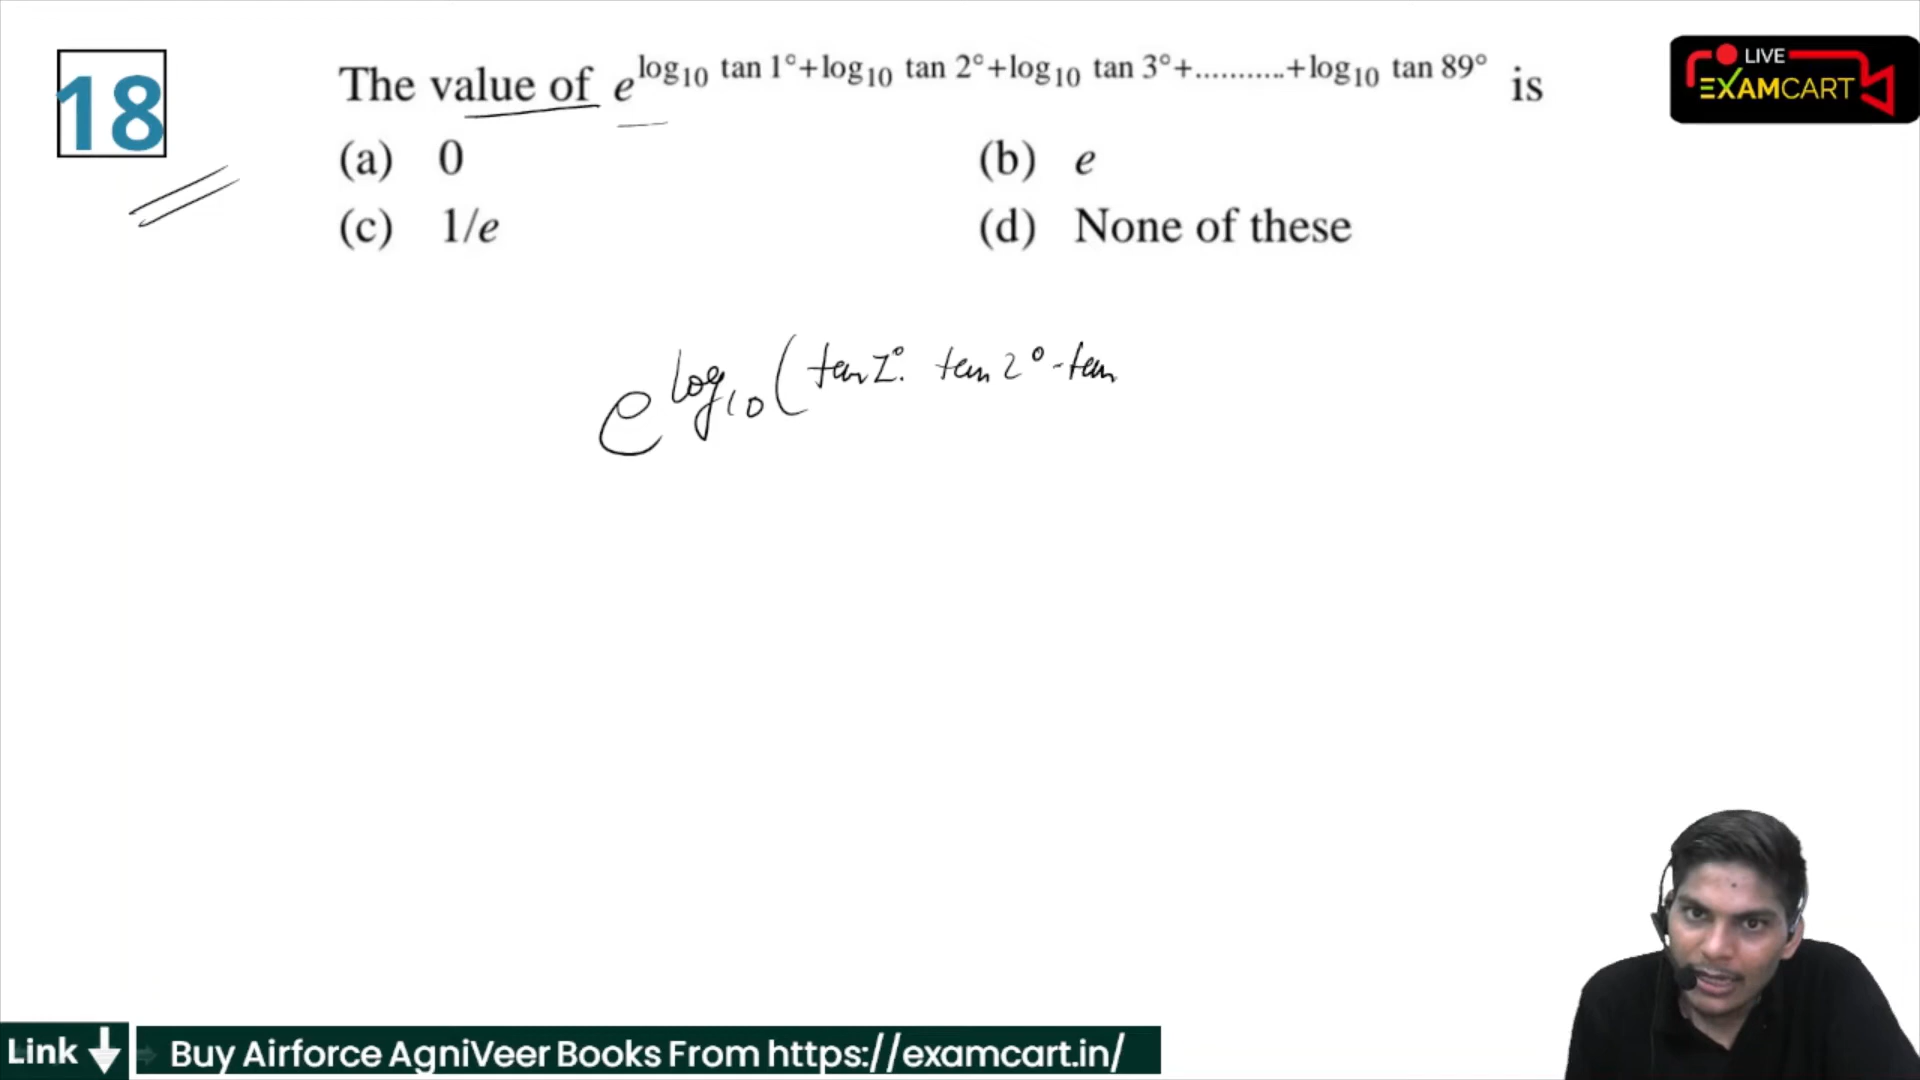 18
The value of e^{log₁₀ tan 1°+log₁₀ tan 2°+log₁₀ tan 3°+...........+log₁₀ tan 89°} is
(a) 0 (b) e
(c) 1/e (d) None of these
LIVE
EXAMCART
e^{log₁₀(tan 1°. tan 2° . tan
Link
Buy Airforce AgniVeer Books From https://examcart.in/